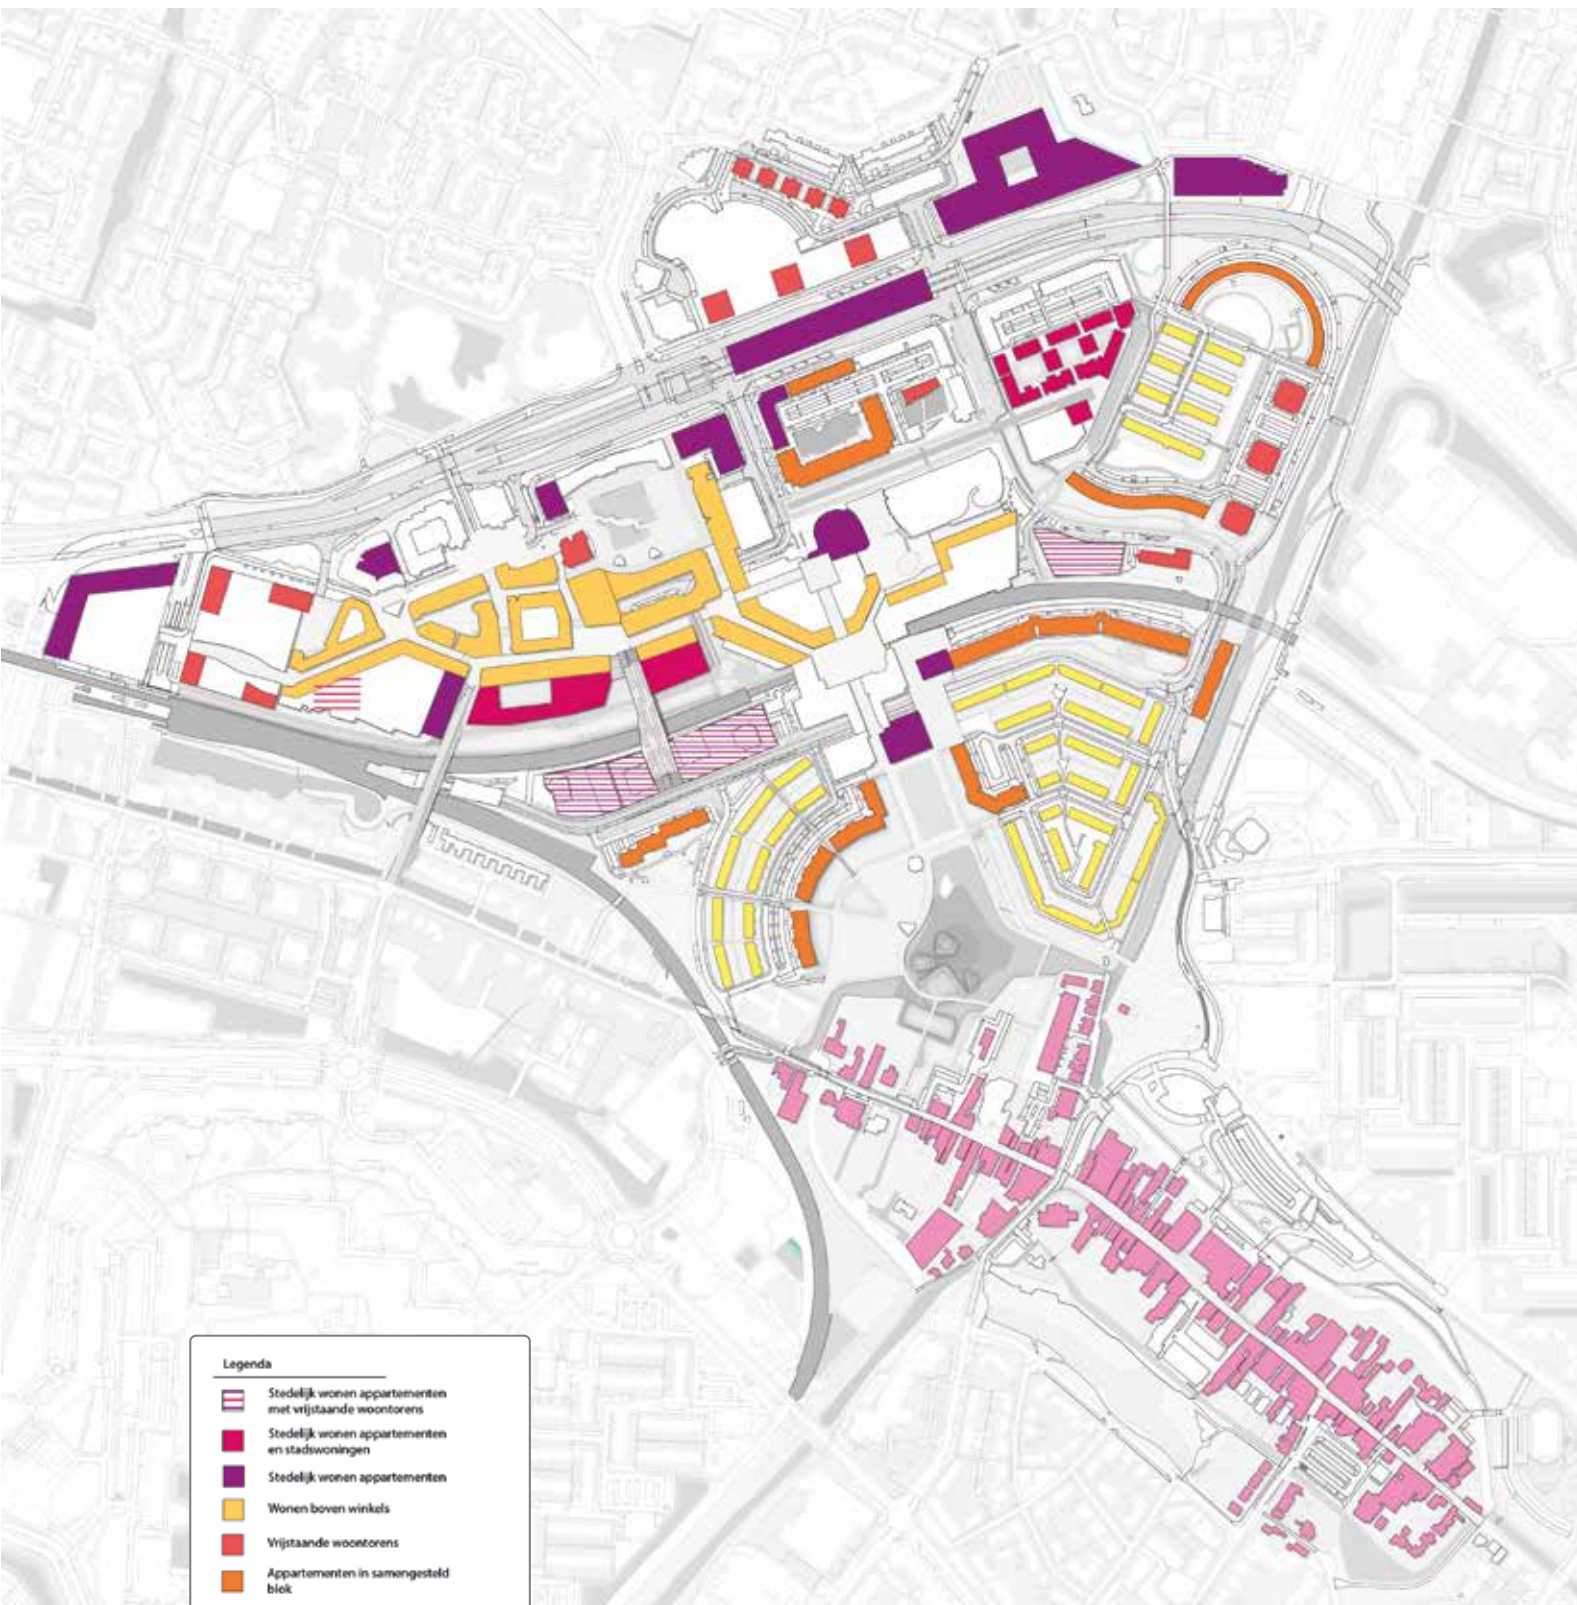 Legenda
Stedelijk wonen appartementen
met vrijstaande woontorens
Stedelijk wonen appartementen
en stadswoningen
Stedelijk wonen appartementen
Wonen boven winkels
Vrijstaande woontorens
Appartementen in samengesteld
blok